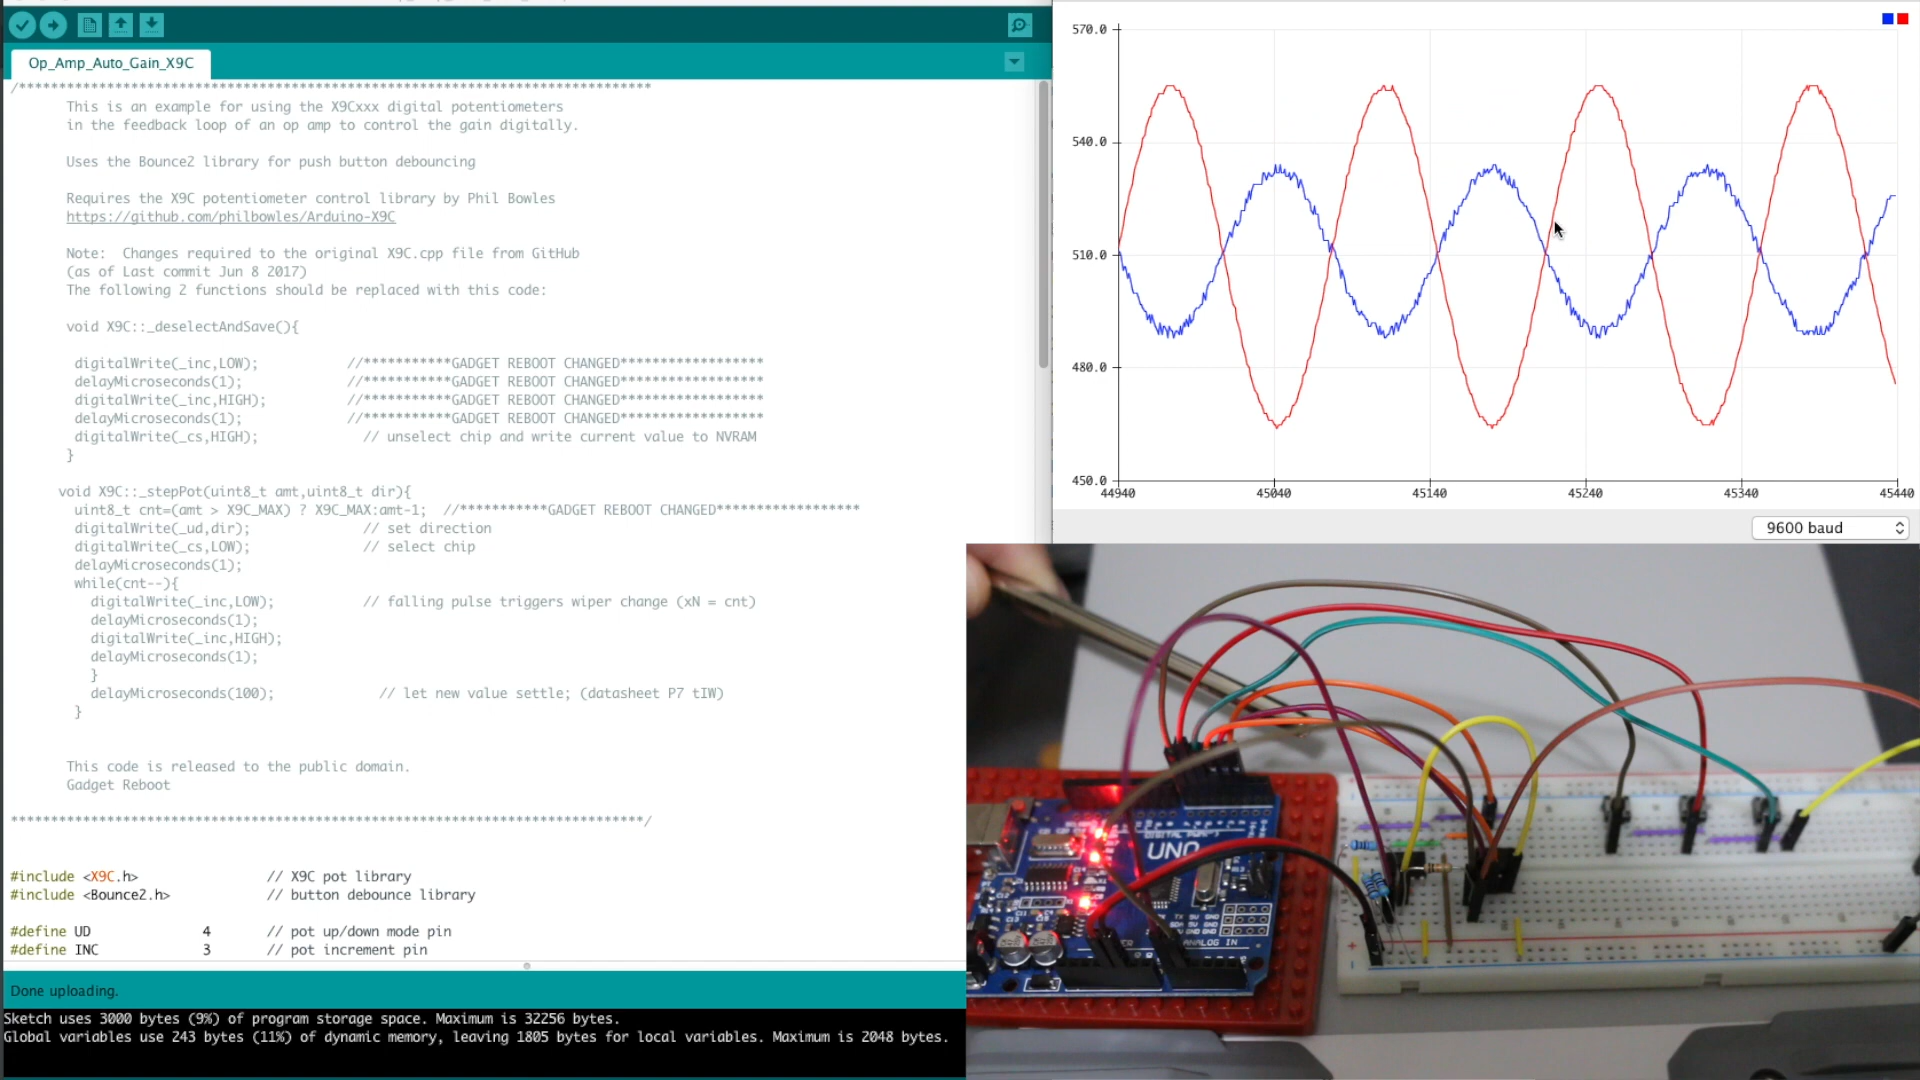 Op_Amp_Auto_Gain_X9C
/*****************************************************************************
This is an example for using the X9Cxxx digital potentiometers
in the feedback loop of an op amp to control the gain digitally.
Uses the Bounce2 library for push button debouncing
Requires the X9C potentiometer control library by Phil Bowles
https://github.com/philbowles/Arduino-X9C
Note:  Changes required to the original X9C.cpp file from GitHub
(as of Last commit Jun 8 2017)
The following 2 functions should be replaced with this code:
void X9C::_deselectAndSave(){
digitalWrite(_inc,LOW);           //***********GADGET REBOOT CHANGED*****************
delayMicroseconds(1);             //***********GADGET REBOOT CHANGED*****************
digitalWrite(_inc,HIGH);          //***********GADGET REBOOT CHANGED*****************
delayMicroseconds(1);             //***********GADGET REBOOT CHANGED*****************
digitalWrite(_cs,HIGH);             // unselect chip and write current value to NVRAM
}
void X9C::_stepPot(uint8_t amt,uint8_t dir){
uint8_t cnt=(amt > X9C_MAX) ? X9C_MAX:amt-1;  //***********GADGET REBOOT CHANGED*****************
digitalWrite(_ud,dir);              // set direction
digitalWrite(_cs,LOW);              // select chip
delayMicroseconds(1);
while(cnt--){
digitalWrite(_inc,LOW);           // falling pulse triggers wiper change (xN = cnt)
delayMicroseconds(1);
digitalWrite(_inc,HIGH);
delayMicroseconds(1);
}
delayMicroseconds(100);             // let new value settle; (datasheet P7 tIW)
}
This code is released to the public domain.
Gadget Reboot
*****************************************************************************/
#include <X9C.h>                // X9C pot library
#include <Bounce2.h>            // button debounce library
#define UD              4       // pot up/down mode pin
#define INC             3       // pot increment pin
Done uploading.
Sketch uses 3000 bytes (9%) of program storage space. Maximum is 32256 bytes.
Global variables use 243 bytes (11%) of dynamic memory, leaving 1805 bytes for local variables. Maximum is 2048 bytes.
570.0
540.0
510.0
480.0
450.0
44940 45040 45140 45240 45340 45440
9600 baud
UNO
ANALOG IN